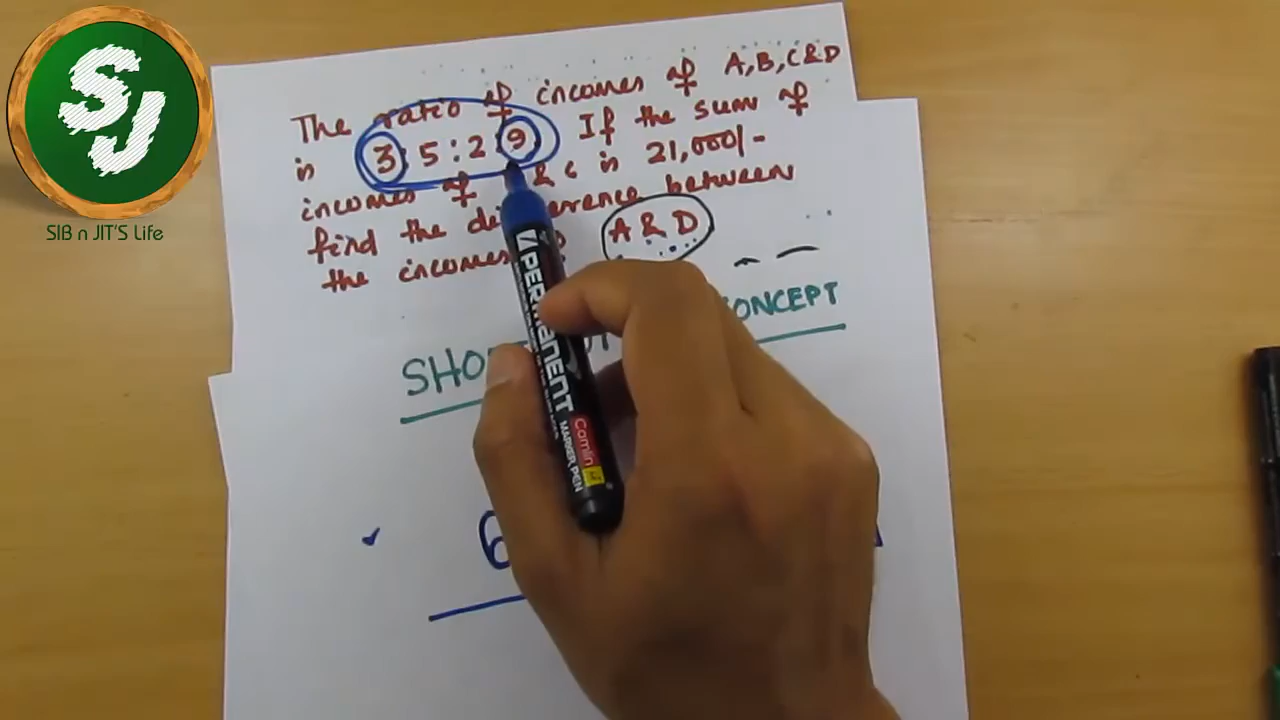 SJ
SIB n JIT'S Life
The ratio of incomes of A, B, C & D
is 3 : 5 : 2 : 9. If the sum of
incomes of & C is 21,000/-
find the difference between
the incomes A & D
CONCEPT
6
PERMANENT
MARKER PEN
Camlin